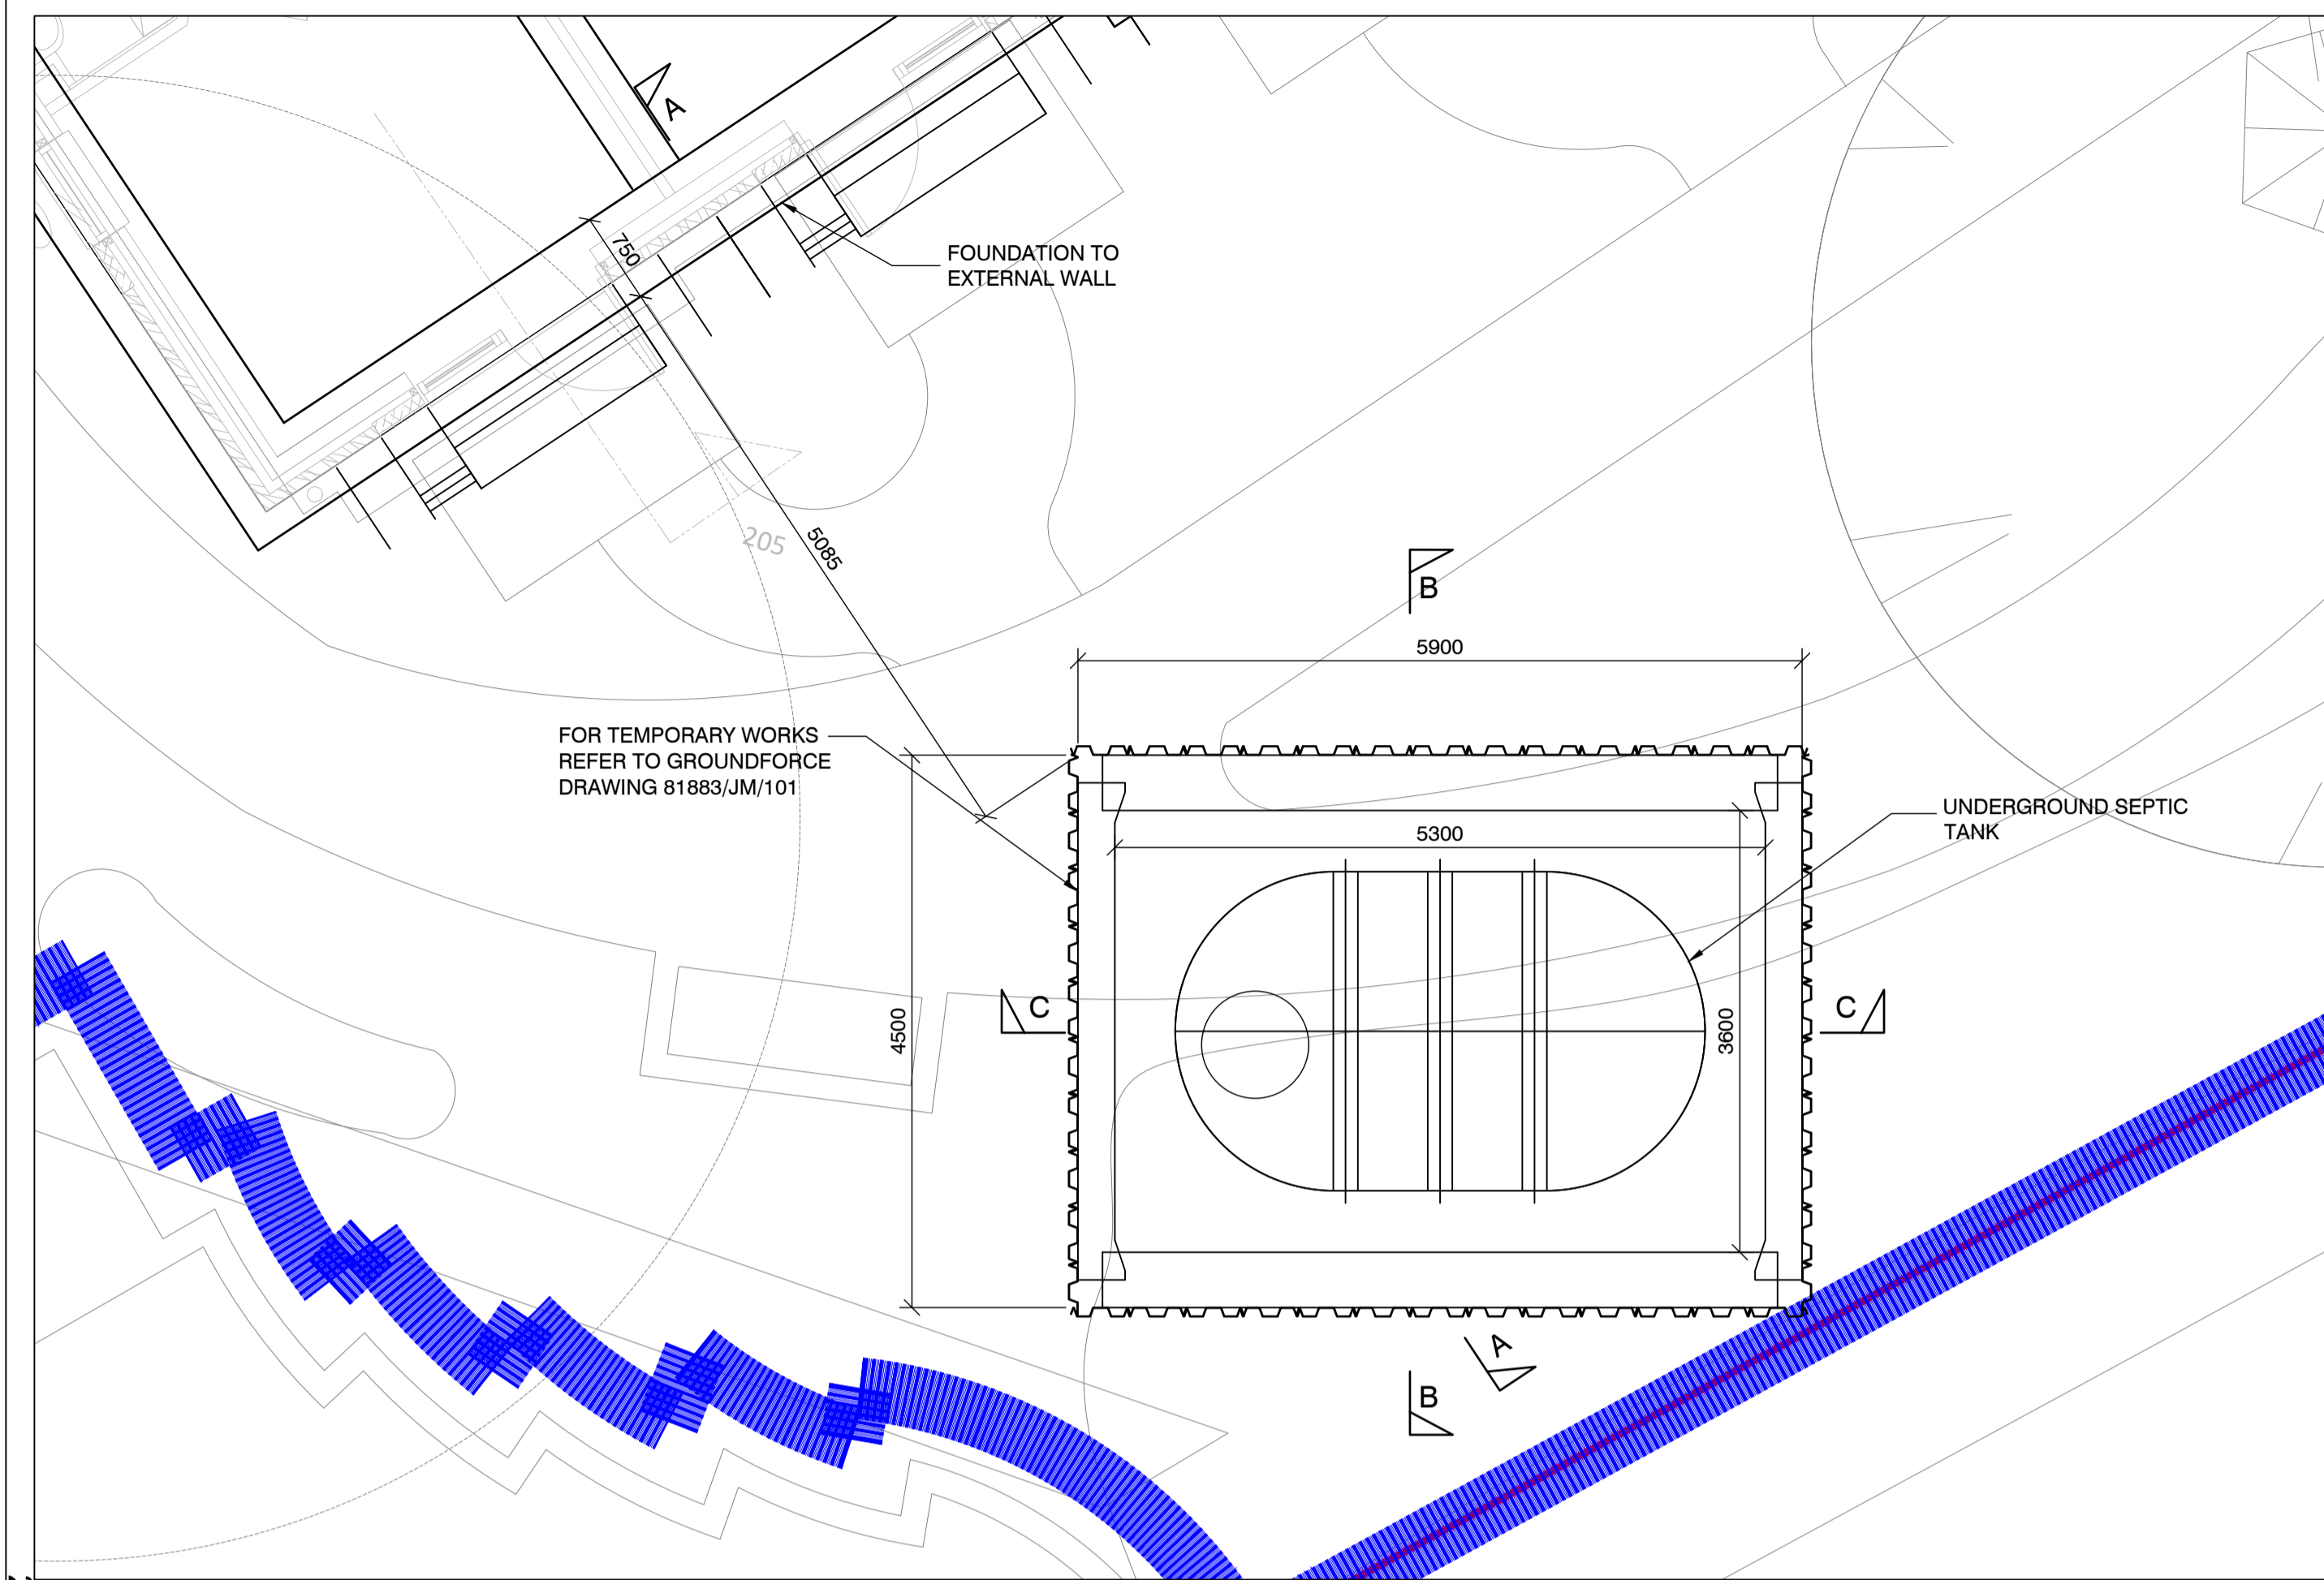 A
750
FOUNDATION TO
EXTERNAL WALL
205
5085
B
5900
FOR TEMPORARY WORKS
REFER TO GROUNDFORCE
DRAWING 81883/JM/101
UNDERGROUND SEPTIC
TANK
5300
C
C
4500
3600
A
B